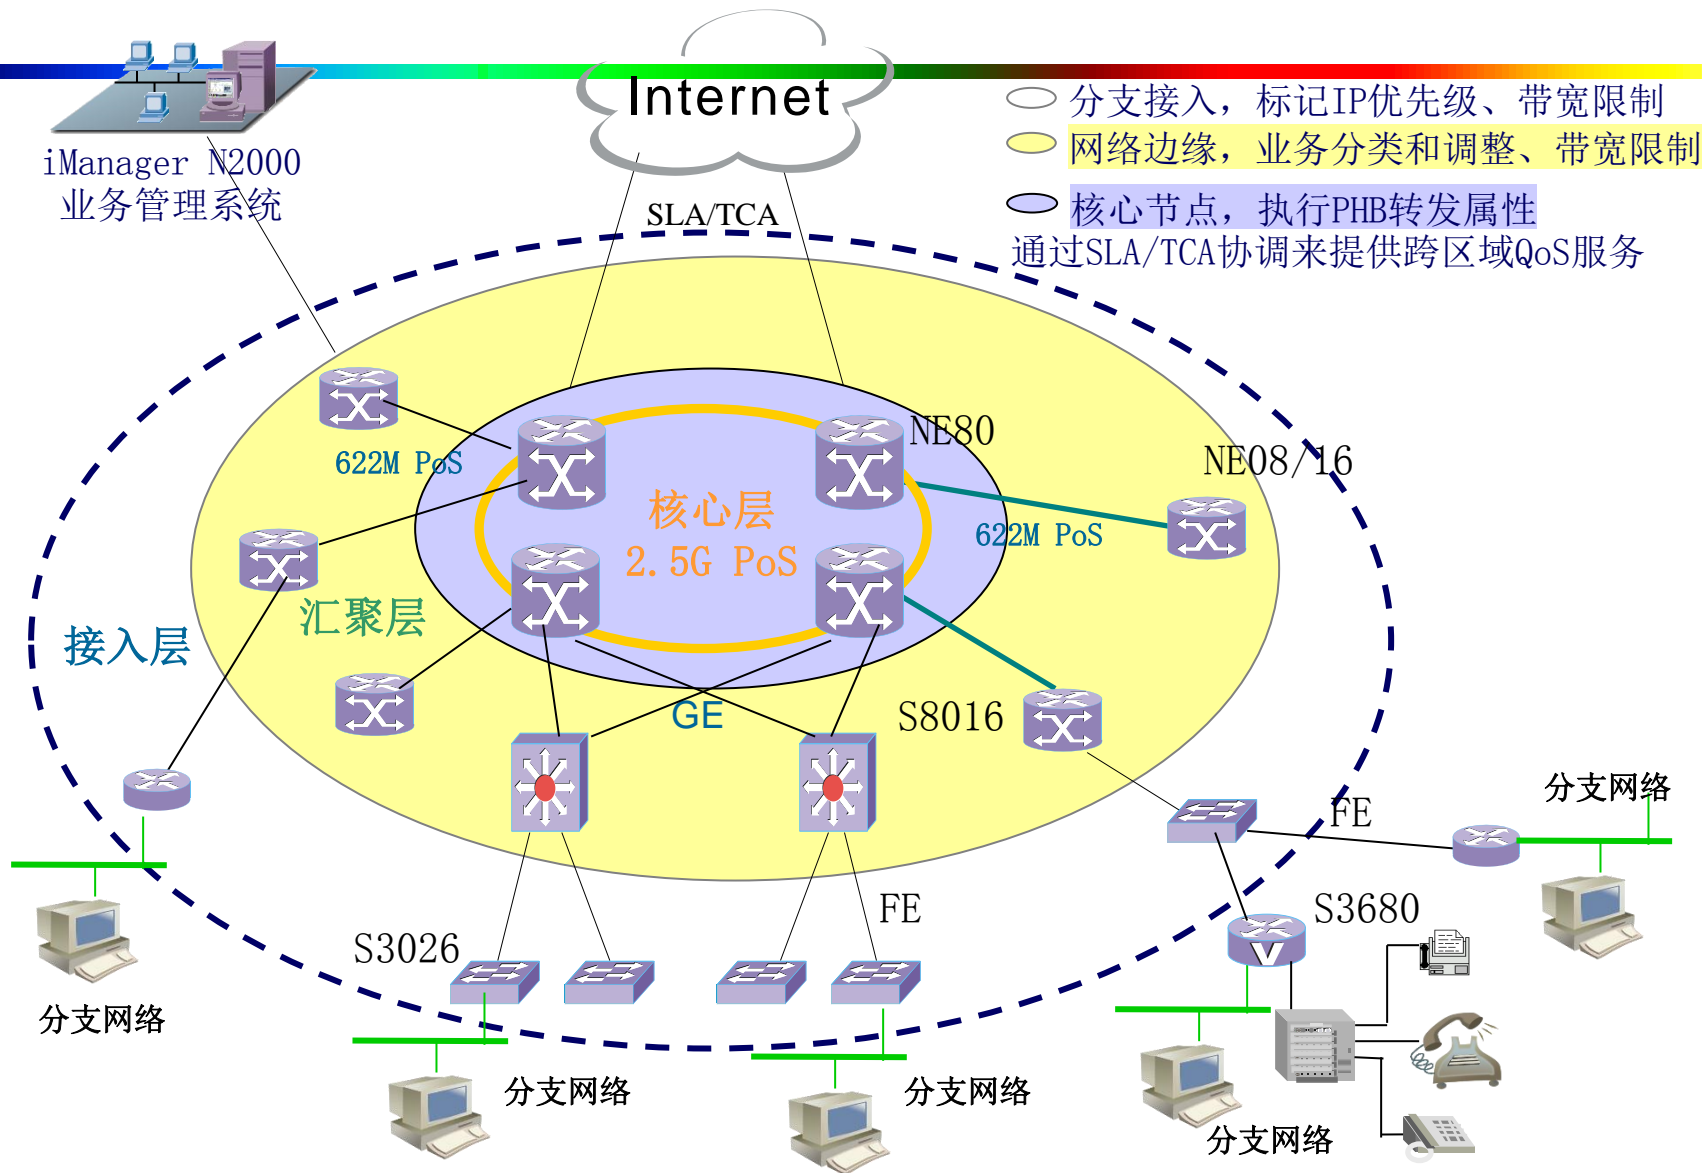 Internet
分支接入，标记IP优先级、带宽限制
网络边缘，业务分类和调整、带宽限制
iManager N2000
业务管理系统
SLA/TCA
核心节点，执行PHB转发属性
通过SLA/TCA协调来提供跨区域QoS服务
NE80
622M PoS
NE08/16
核心层
2.5G PoS
622M PoS
汇聚层
接入层
GE
S8016
分支网络
FE
FE
S3680
S3026
分支网络
分支网络
分支网络
分支网络
V